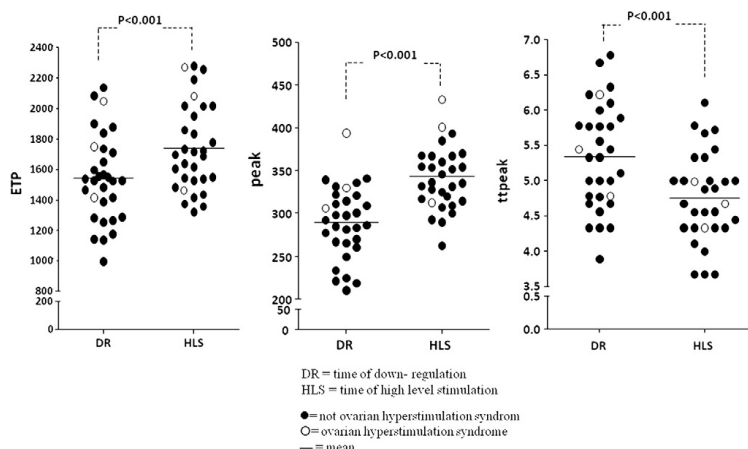 P<0.001
2400
2200
2000
1800
1600
1400
1200
1000
800
200
0
ETP
DR
HLS
P<0.001
500
450
400
350
300
250
200
50
0
peak
DR
HLS
P<0.001
7.0
6.5
6.0
5.5
5.0
4.5
4.0
3.5
0.5
0.0
ttpeak
DR
HLS
DR = time of down- regulation
HLS = time of high level stimulation
= not ovarian hyperstimulation syndrom
= ovarian hyperstimulation syndrome
= mean